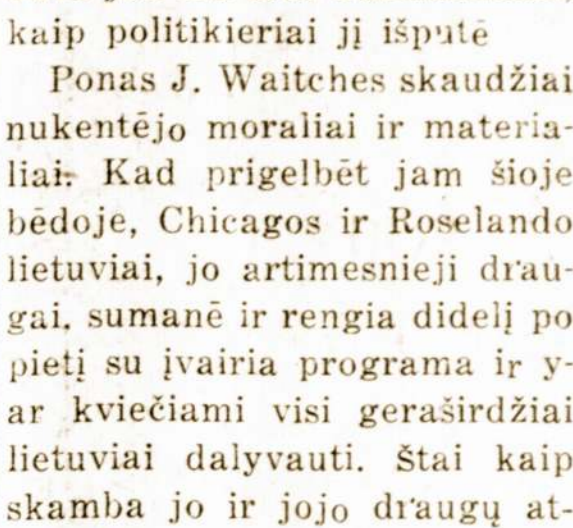 kaip politikieriai jį išputė
Ponas J. Waitches skaudžiai
nukentėjo moraliai ir materia-
liai. Kad prigelbėt jam šioje
bėdoje, Chicagos ir Roselando
lietuviai, jo artimesnieji drau-
gai, sumanė ir rengia didelį po
pietį su įvairia programa ir y-
ar kviečiami visi geraširdžiai
lietuviai dalyvauti. Štai kaip
skamba jo ir jojo draugų at-